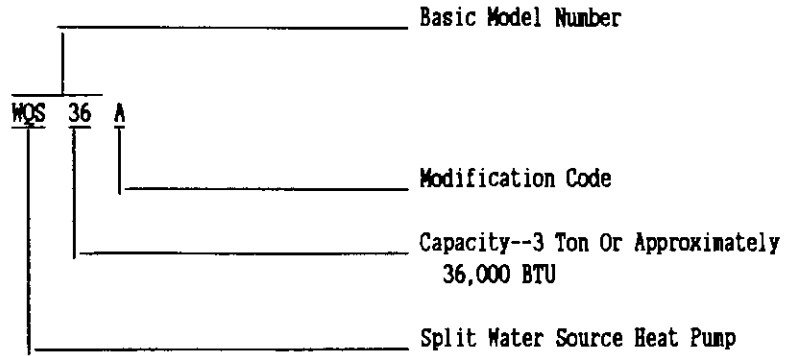 Basic Model Number
WQS 36 A
Modification Code
Capacity--3 Ton Or Approximately
36,000 BTU
Split Water Source Heat Pump